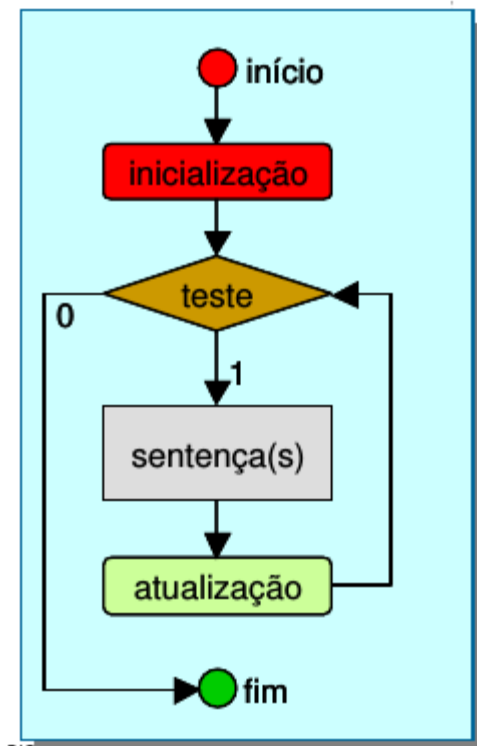 início
inicialização
teste
0
1
sentença(s)
atualização
fim